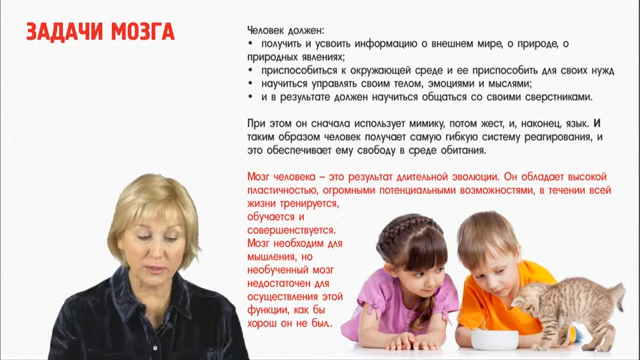 ЗАДАЧИ МОЗГА
Человек должен:
• получить и усвоить информацию о внешнем мире, о природе, о
природных явлениях;
• приспособиться к окружающей среде и ее приспособить для своих нужд
• научиться управлять своим телом, эмоциями и мыслями;
• и в результате должен научиться общаться со своими сверстниками.
При этом он сначала использует мимику, потом жест, и, наконец, язык. И
таким образом человек получает самую гибкую систему реагирования, и
это обеспечивает ему свободу в среде обитания.
Мозг человека – это результат длительной эволюции. Он обладает высокой
пластичностью, огромными потенциальными возможностями, в течении всей
жизни тренируется,
обучается и
совершенствуется.
Мозг необходим для
мышления, но
необученный мозг
недостаточен для
осуществления этой
функции, как бы
хорош он не был.